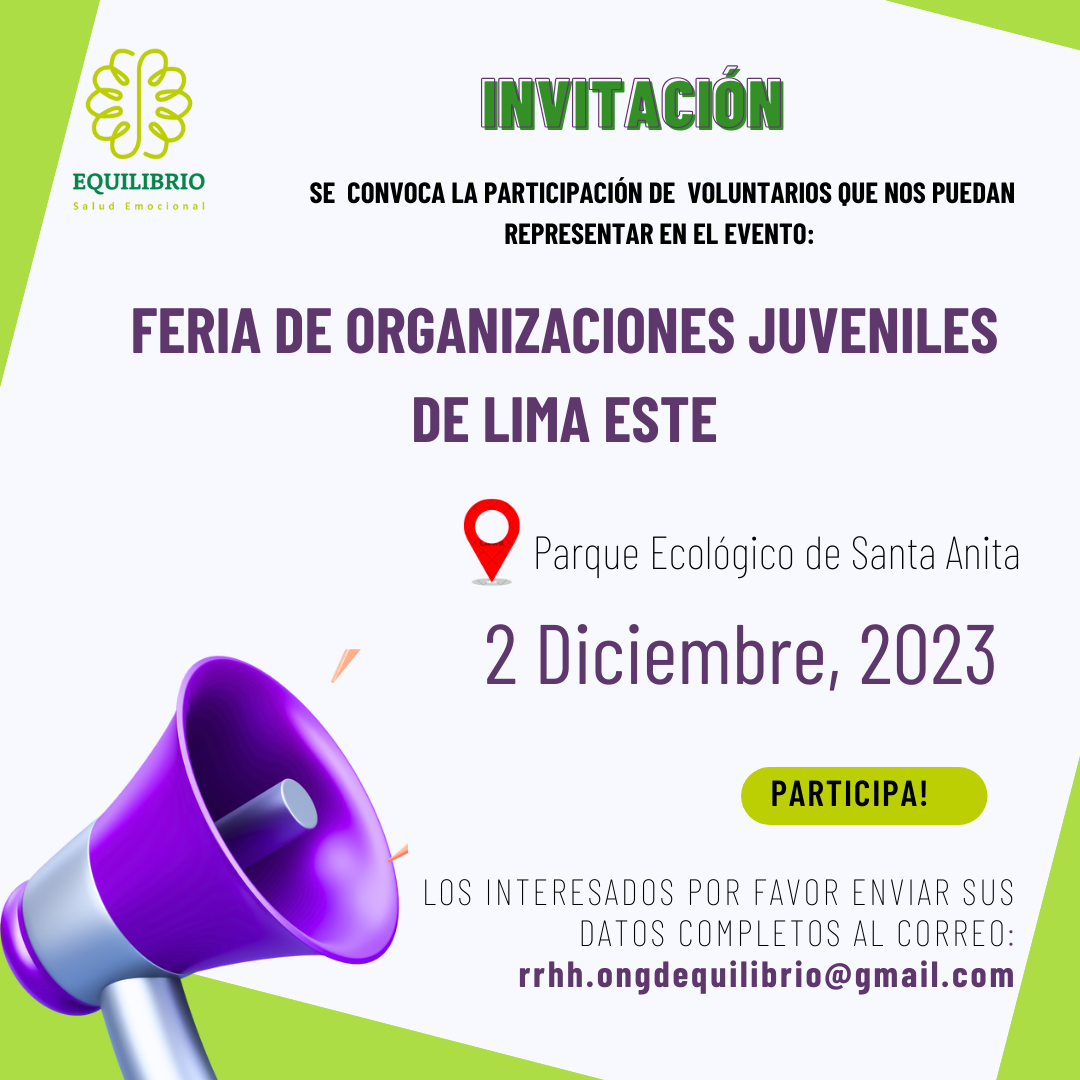 EQUILIBRIO
Salud Emocional
INVITACIÓN
SE CONVOCA LA PARTICIPACIÓN DE VOLUNTARIOS QUE NOS PUEDAN
REPRESENTAR EN EL EVENTO:
FERIA DE ORGANIZACIONES JUVENILES
DE LIMA ESTE
Parque Ecológico de Santa Anita
2 Diciembre, 2023
PARTICIPA!
LOS INTERESADOS POR FAVOR ENVIAR SUS
DATOS COMPLETOS AL CORREO:
rrhh.ongdequilibrio@gmail.com